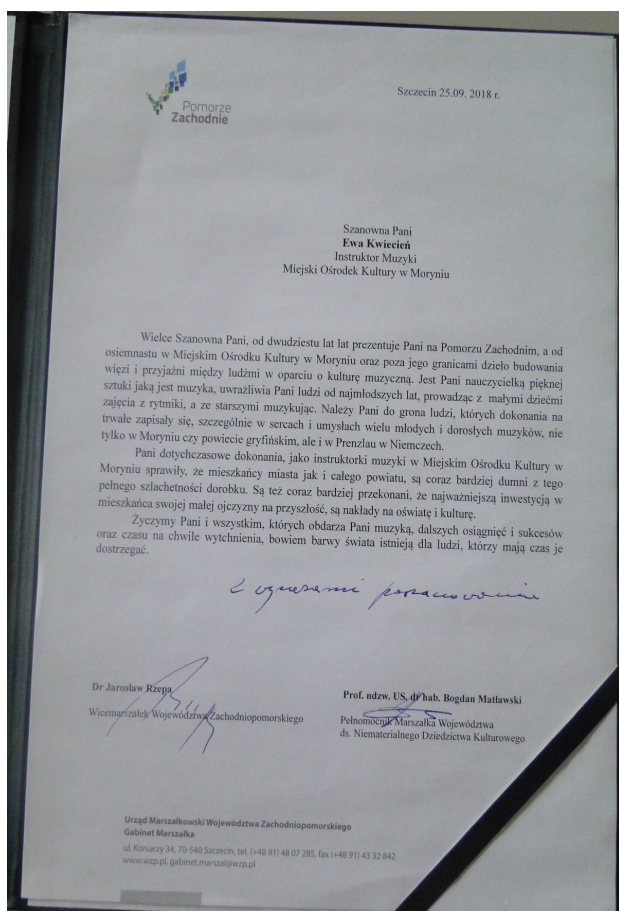 Pomorze
Zachodnie
Szczecin 25.09. 2018 r.
Szanowna Pani
Ewa Kwiecień
Instruktor Muzyki
Miejski Ośrodek Kultury w Moryniu
Wielce Szanowna Pani, od dwudziestu lat lat prezentuje Pani na Pomorzu Zachodnim, a od
osiemnastu w Miejskim Ośrodku Kultury w Moryniu oraz poza jego granicami dzieło budowania
więzi i przyjaźni między ludźmi w oparciu o kulturę muzyczną. Jest Pani nauczycielką pięknej
sztuki jaką jest muzyka, uwrażliwia Pani ludzi od najmłodszych lat, prowadząc z małymi dziećmi
zajęcia z rytmiki, a ze starszymi muzykując. Należy Pani do grona ludzi, których dokonania na
trwałe zapisały się, szczególnie w sercach i umysłach wielu młodych i dorosłych muzyków, nie
tylko w Moryniu czy powiecie gryfińskim, ale i w Prenzlau w Niemczech.
Pani dotychczasowe dokonania, jako instruktorki muzyki w Miejskim Ośrodku Kultury w
Moryniu sprawiły, że mieszkańcy miasta jak i całego powiatu, są coraz bardziej dumni z tego
pełnego szlachetności dorobku. Są też coraz bardziej przekonani, że najważniejszą inwestycją w
mieszkańca swojej małej ojczyzny na przyszłość, są nakłady na oświatę i kulturę.
Życzymy Pani i wszystkim, których obdarza Pani muzyką, dalszych osiągnięć i sukcesów
oraz czasu na chwile wytchnienia, bowiem barwy świata istnieją dla ludzi, którzy mają czas je
dostrzegać.
Z wyrazami poszanowania
Dr Jarosław Rzepa
Wicemarszałek Województwa Zachodniopomorskiego
Prof. ndzw. US, dr hab. Bogdan Matławski
Pełnomocnik Marszałka Województwa
ds. Niematerialnego Dziedzictwa Kulturowego
Urząd Marszałkowski Województwa Zachodniopomorskiego
Gabinet Marszałka
ul. Korsarzy 34, 70-540 Szczecin, tel. (+48 91) 48 07 285, fax (+48 91) 43 32 842
www.wzp.pl, gabinet.marszal@wzp.pl